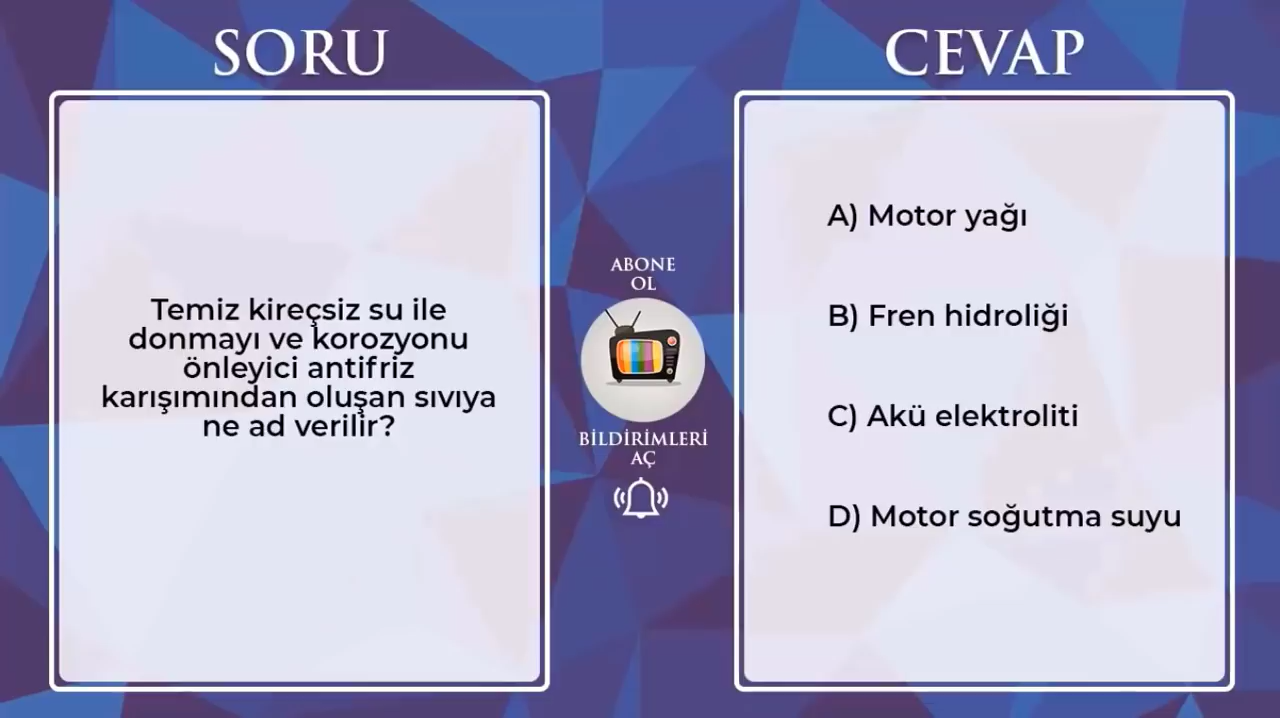 SORU
Temiz kireçsiz su ile
donmayı ve korozyonu
önleyici antifriz
karışımından oluşan sıvıya
ne ad verilir?
ABONE
OL
BİLDİRİMLERİ
AÇ
CEVAP
A) Motor yağı
B) Fren hidroliği
C) Akü elektroliti
D) Motor soğutma suyu